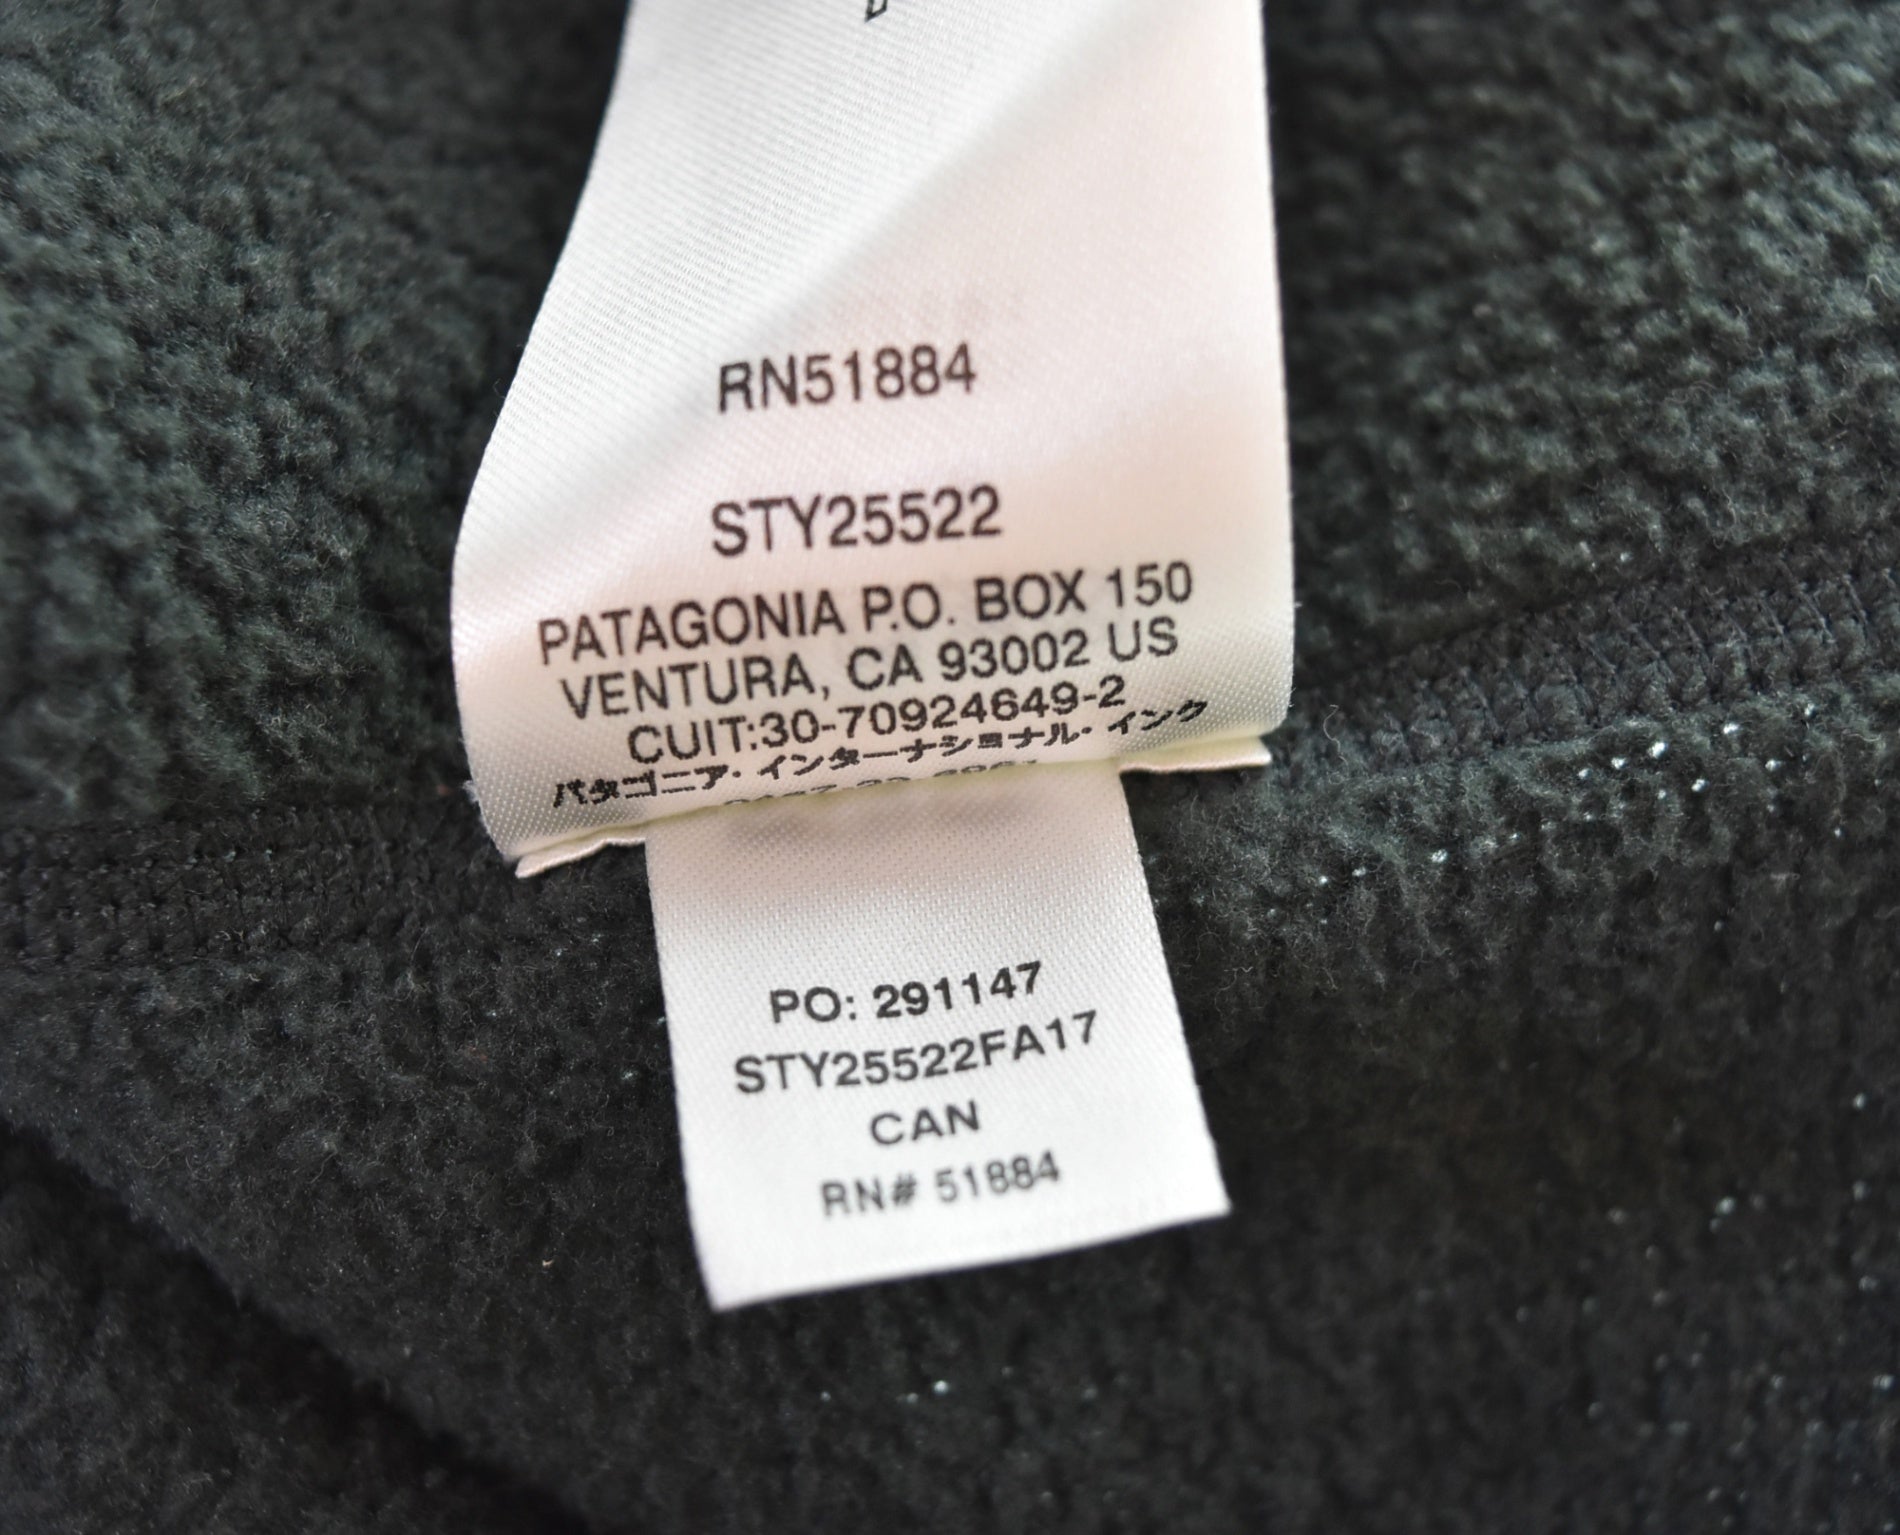 RN51884
STY25522
PATAGONIA P.O. BOX 150
VENTURA, CA 93002 US
CUIT:30-70924649-2
パタゴニア・インターナショナル・インク
PO: 291147
STY25522FA17
CAN
RN# 51884